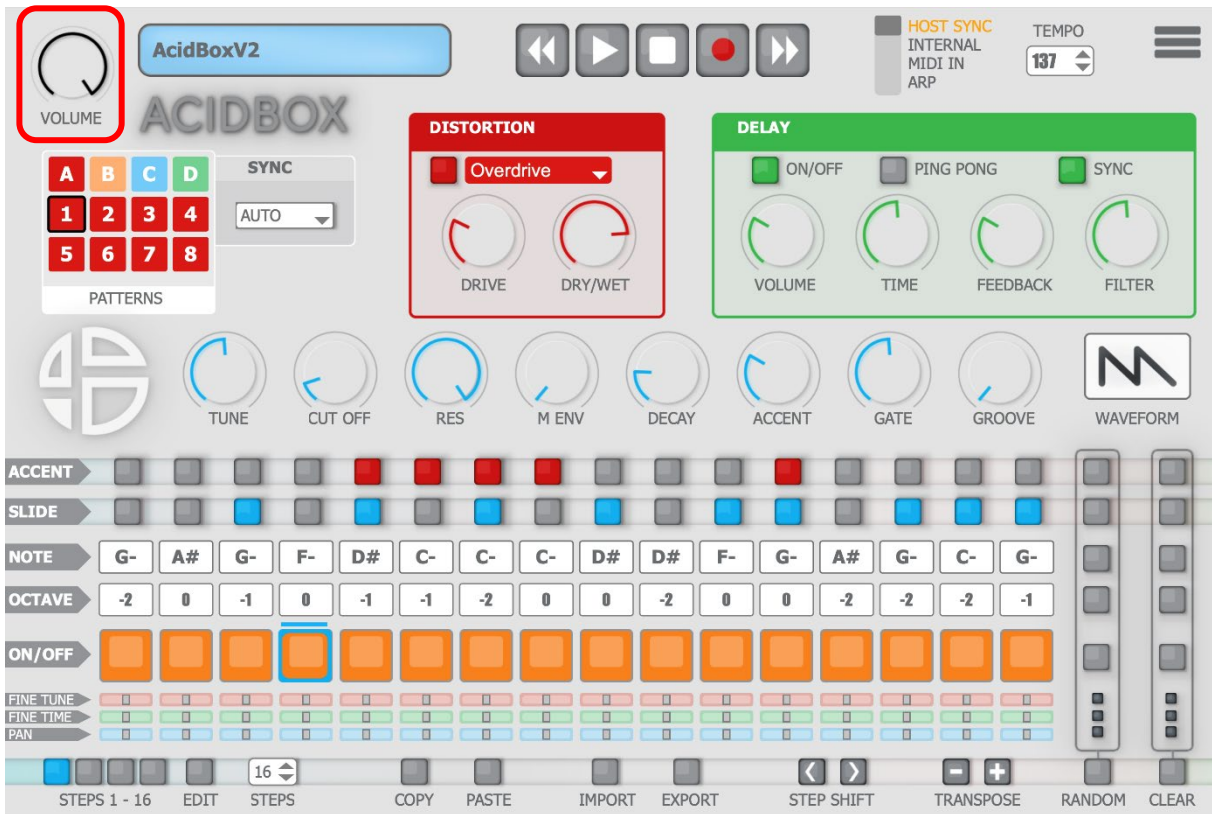 VOLUME
AcidBoxV2
HOST SYNC
INTERNAL
MIDI IN
ARP
TEMPO
137
ACIDBOX
A B C D
1 2 3 4
5 6 7 8
PATTERNS
SYNC
AUTO
DISTORTION
Overdrive
DRIVE DRY/WET
DELAY
ON/OFF PING PONG SYNC
VOLUME TIME FEEDBACK FILTER
TUNE CUT OFF RES M ENV DECAY ACCENT GATE GROOVE WAVEFORM
ACCENT
SLIDE
NOTE G- A# G- F- D# C- C- C- D# D# F- G- A# G- C- G-
OCTAVE -2 0 -1 0 -1 -1 -2 0 0 -2 0 0 -2 -2 -2 -1
ON/OFF
FINE TUNE
FINE TIME
PAN
16
STEPS 1 - 16 EDIT STEPS COPY PASTE IMPORT EXPORT STEP SHIFT TRANSPOSE RANDOM CLEAR